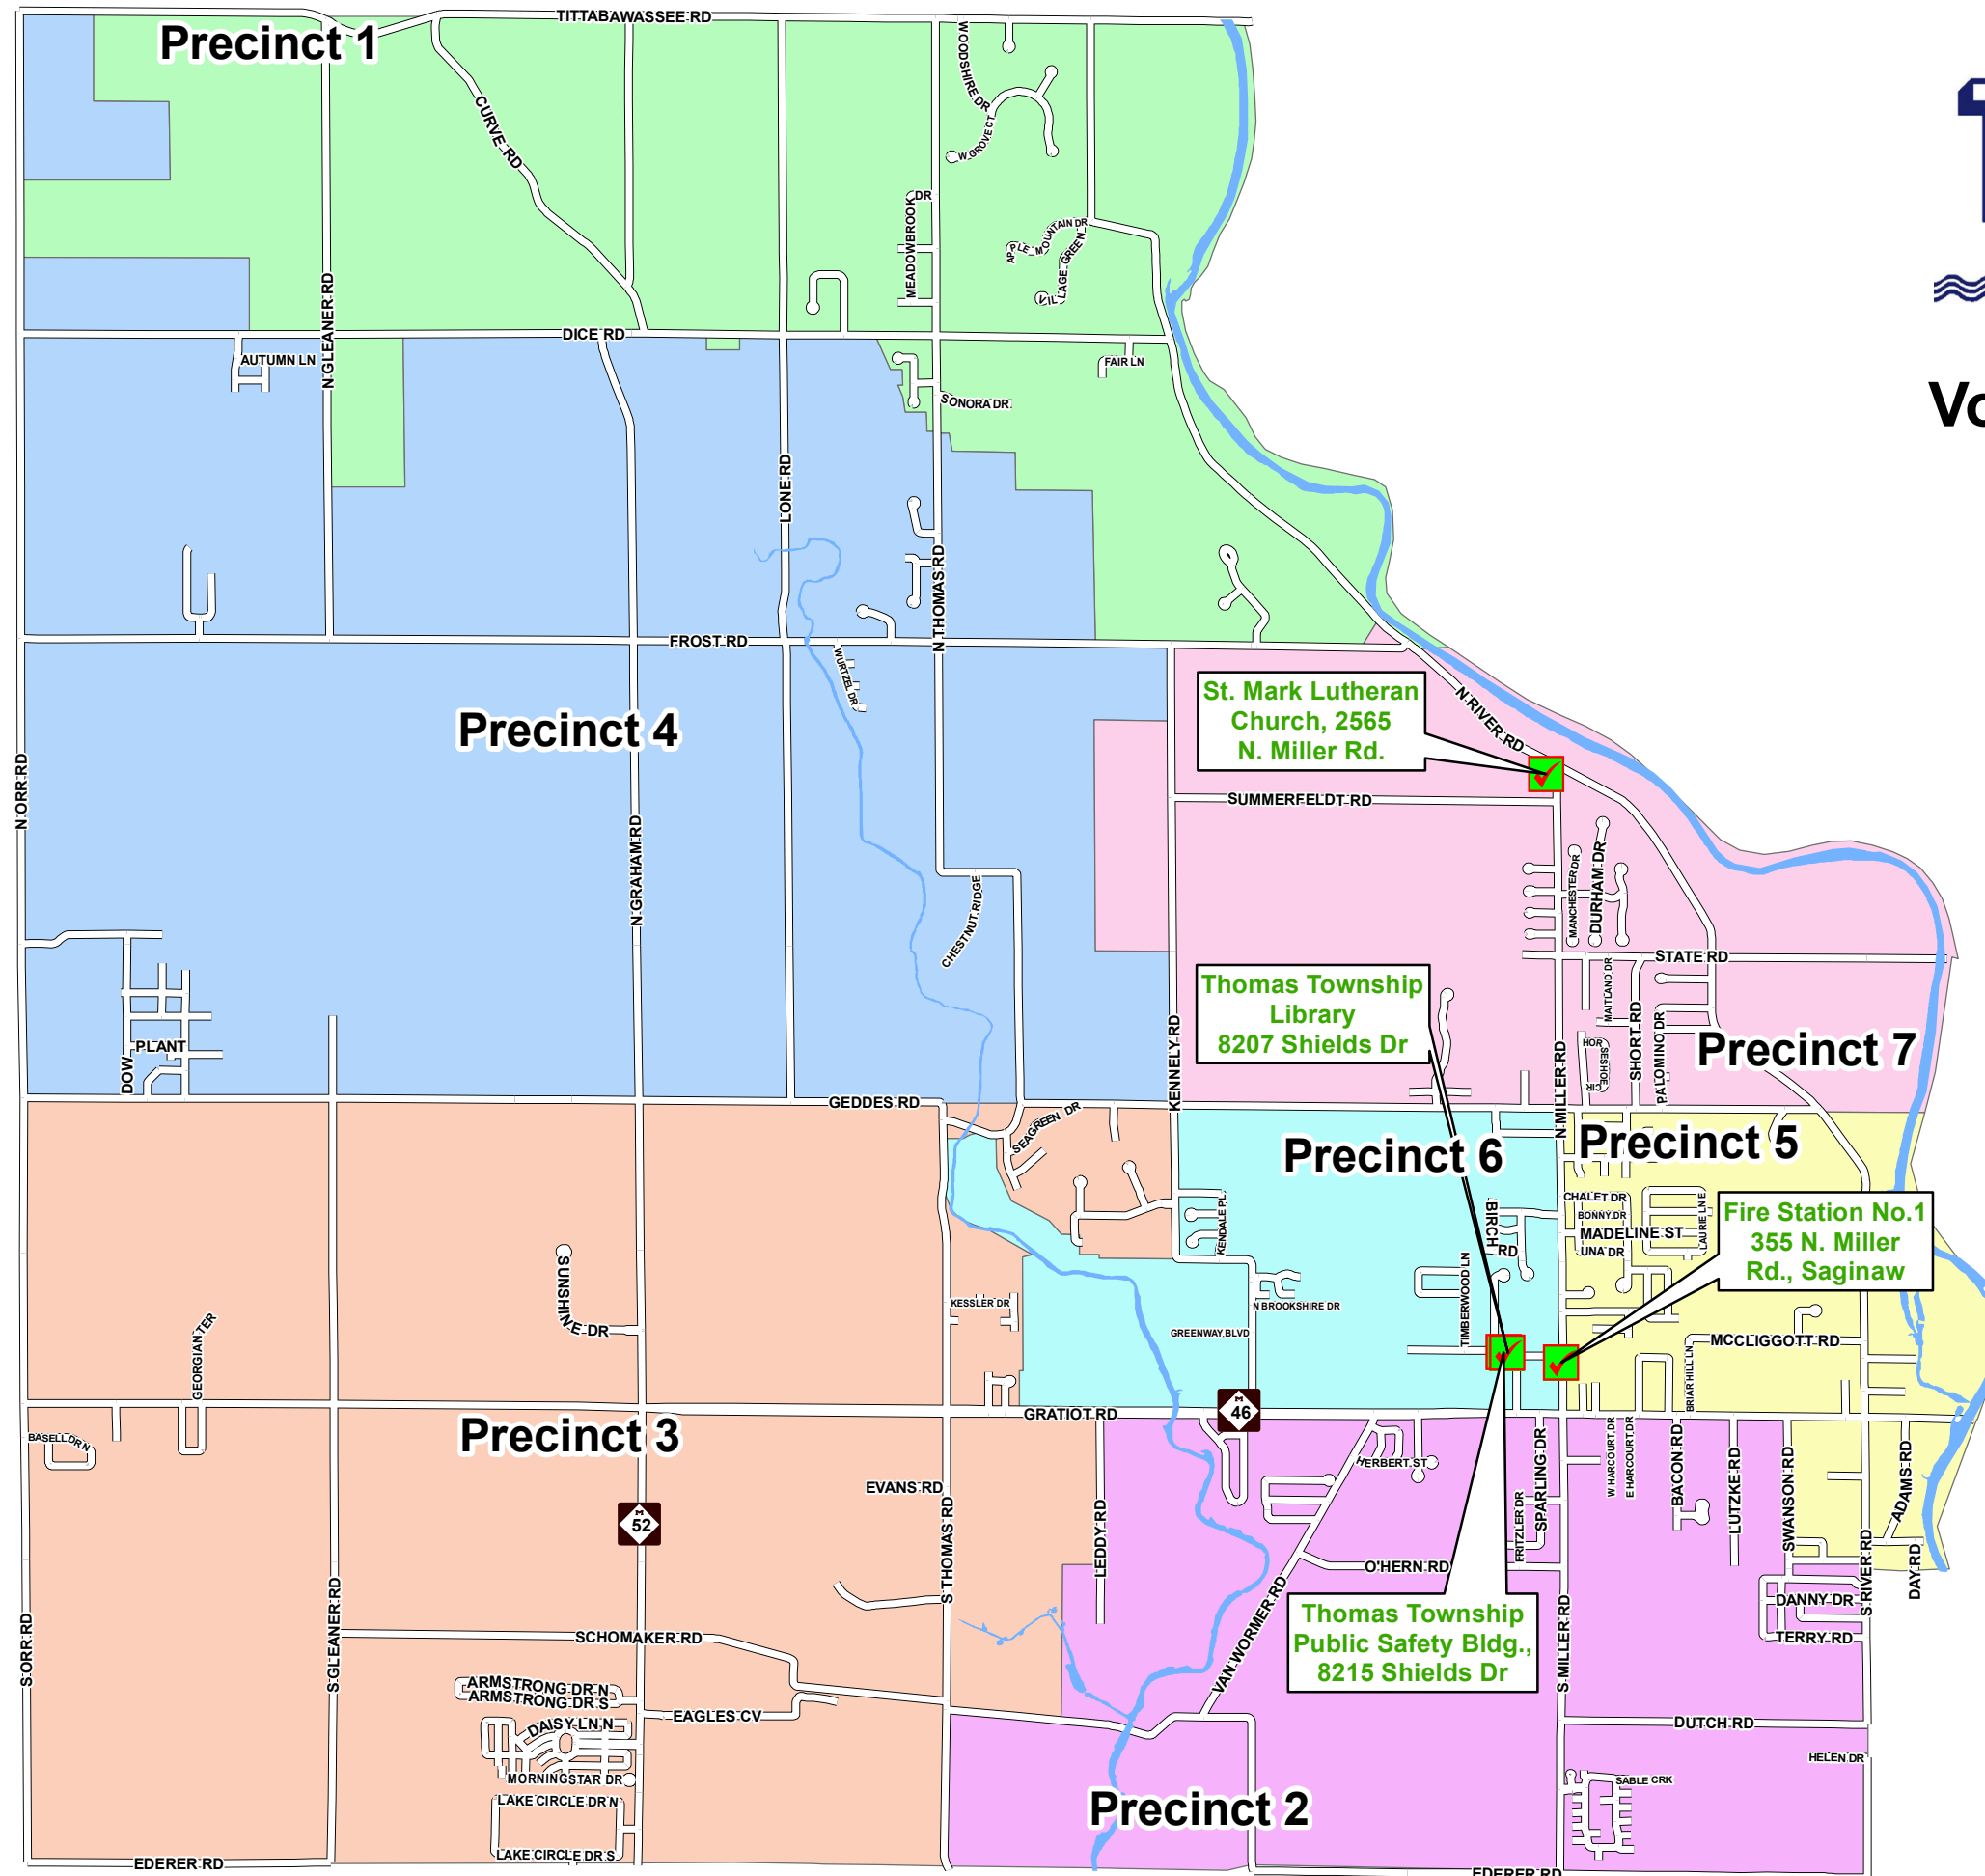 TITTABAWASSEE RD
Precinct 1
WOODSHIRE DR
CURVE RD
W GROVE CT
MEADOWBROOK DR
APPLE MOUNTAIN DR
VILLAGE GREEN
N GLEANER RD
DICE RD
AUTUMN LN
FAIR LN
SONORA DR
Vo
LONE RD
N THOMAS RD
FROST RD
WURTZEL DR
St. Mark Lutheran
Church, 2565
N. Miller Rd.
N RIVER RD
Precinct 4
N ORR RD
SUMMERFELDT RD
N GRAHAM RD
MANCHESTER DR
DURHAM DR
CHESTNUT RIDGE
STATE RD
Thomas Township
Library
8207 Shields Dr
MAITLAND DR
SHORT RD
PALOMINO DR
HORSESHOE CIR
KENNELY RD
N MILLER RD
Precinct 7
PLANT
DOW
GEDDES RD
SEAGREEN DR
Precinct 6
Precinct 5
CHALET DR
BONNY DR
MADELINE ST
UNA DR
LAURIE LN E
BIRCH RD
KENDALE PL
Fire Station No.1
355 N. Miller
Rd., Saginaw
SUNSHINE DR
TIMBERWOOD LN
KESSLER DR
N BROOKSHIRE DR
GREENWAY BLVD
GEORGIAN TER
MCCLIGGOTT RD
BRIAR HILL LN
GRATIOT RD
M
46
Precinct 3
BASELL DR N
HERBERT ST
EVANS RD
W HARCOURT DR
E HARCOURT DR
BACON RD
LUTZKE RD
SWANSON RD
ADAMS RD
SPARLING DR
FRITZLER DR
M
52
LEDDY RD
S THOMAS RD
O'HERN RD
DAY RD
S RIVER RD
DANNY DR
TERRY RD
Thomas Township
Public Safety Bldg.,
8215 Shields Dr
VAN WORMER RD
S MILLER RD
S ORR RD
S GLEANER RD
SCHOMAKER RD
ARMSTRONG DR N
ARMSTRONG DR S
EAGLES CV
DAISY LN N
DUTCH RD
HELEN DR
MORNINGSTAR DR
SABLE CRK
LAKE CIRCLE DR N
Precinct 2
LAKE CIRCLE DR S
EDERER RD
EDERER RD